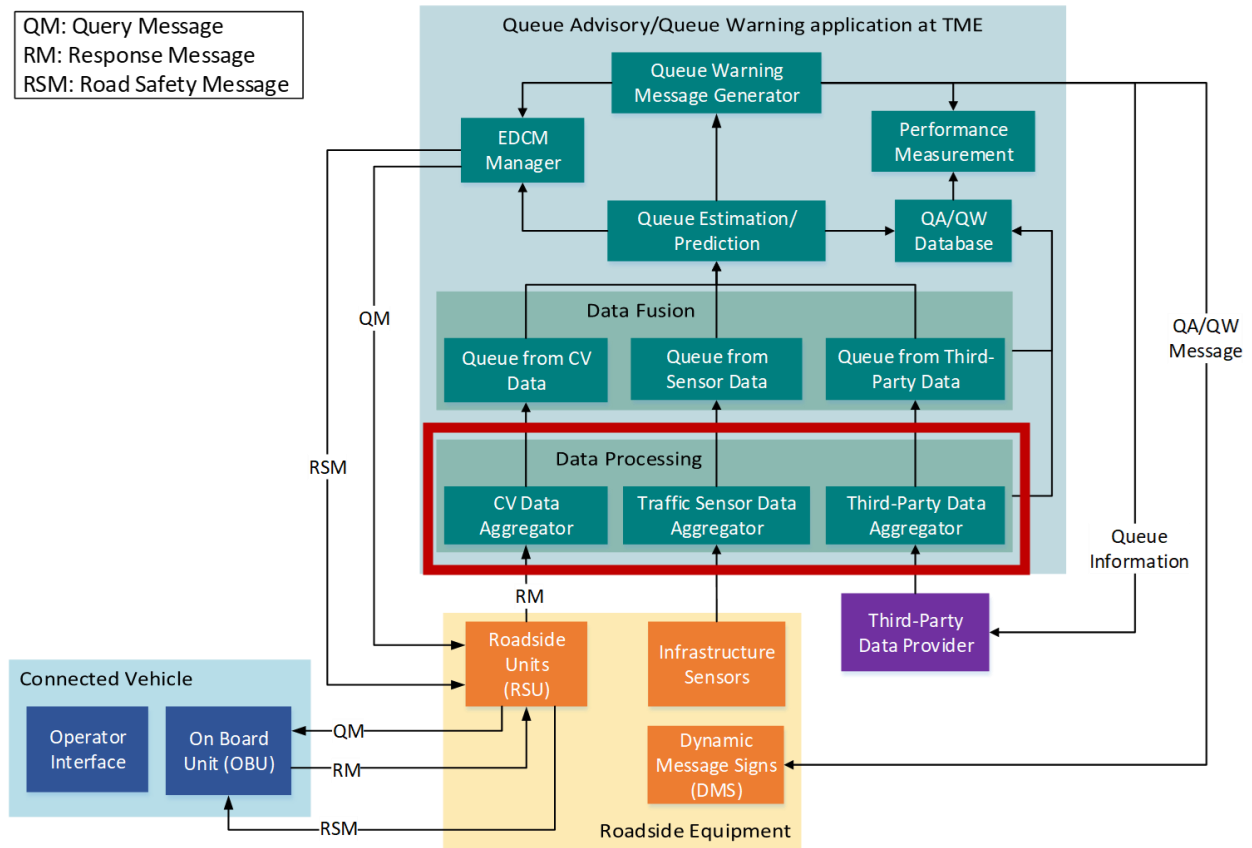 QM: Query Message
RM: Response Message
RSM: Road Safety Message
Queue Advisory/Queue Warning application at TME
Queue Warning
Message Generator
EDCM
Manager
Performance
Measurement
Queue Estimation/
Prediction
QA/QW
Database
QM
QA/QW
Message
Data Fusion
Queue from CV
Data
Queue from
Sensor Data
Queue from Third-
Party Data
RSM
Data Processing
CV Data
Aggregator
Traffic Sensor Data
Aggregator
Third-Party Data
Aggregator
Queue
Information
RM
Roadside
Units
(RSU)
Infrastructure
Sensors
Third-Party
Data Provider
Connected Vehicle
Operator
Interface
On Board
Unit (OBU)
QM
RM
RSM
Dynamic
Message Signs
(DMS)
Roadside Equipment